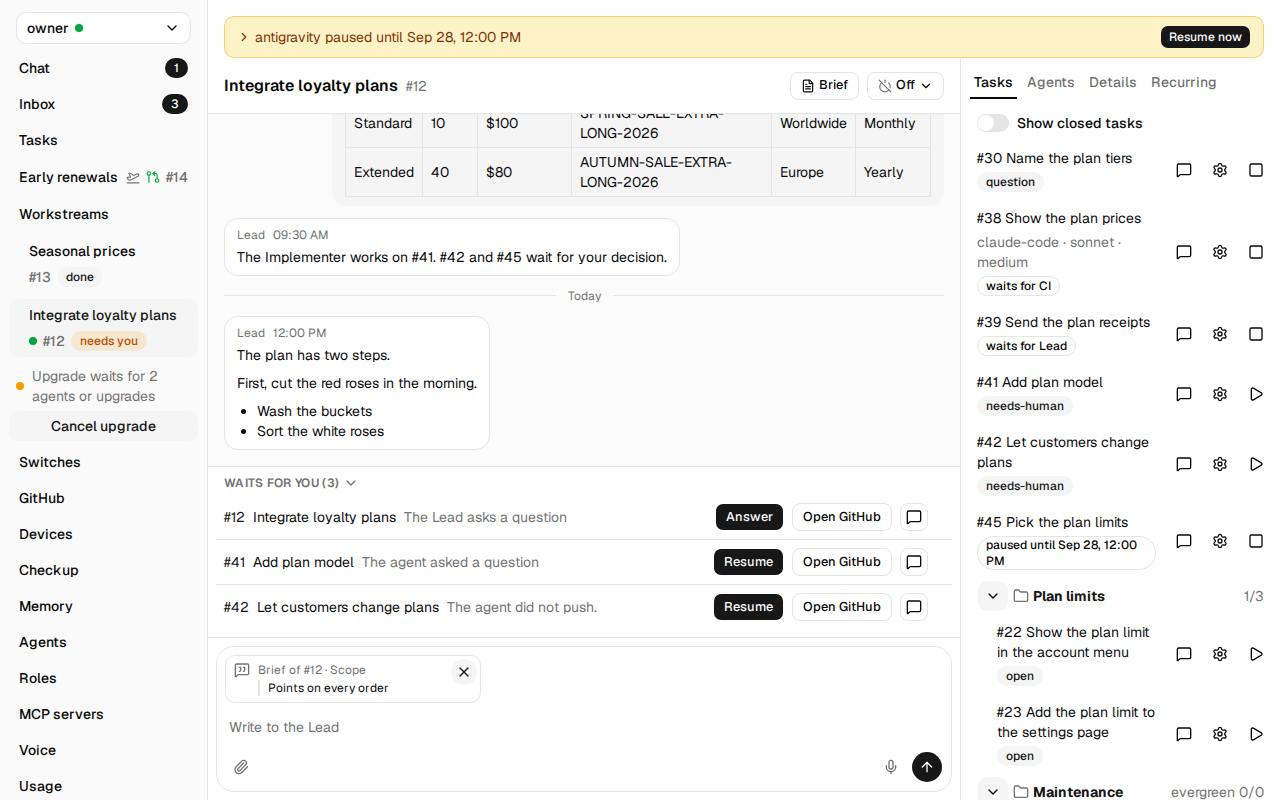 owner
Chat 1
Inbox 3
Tasks
Early renewals #14
Workstreams
Seasonal prices
#13 done
Integrate loyalty plans
#12 needs you
Upgrade waits for 2
agents or upgrades
Cancel upgrade
Switches
GitHub
Devices
Checkup
Memory
Agents
Roles
MCP servers
Voice
Usage
antigravity paused until Sep 28, 12:00 PM
Resume now
Integrate loyalty plans #12
Brief
Off
Standard 10 $100 SPRING-SALE-EXTRA-
LONG-2026 Worldwide Monthly
Extended 40 $80 AUTUMN-SALE-EXTRA-
LONG-2026 Europe Yearly
Lead 09:30 AM
The Implementer works on #41. #42 and #45 wait for your decision.
Today
Lead 12:00 PM
The plan has two steps.
First, cut the red roses in the morning.
• Wash the buckets
• Sort the white roses
WAITS FOR YOU (3)
#12 Integrate loyalty plans The Lead asks a question Answer Open GitHub
#41 Add plan model The agent asked a question Resume Open GitHub
#42 Let customers change plans The agent did not push. Resume Open GitHub
Brief of #12 · Scope
Points on every order
Write to the Lead
Tasks Agents Details Recurring
Show closed tasks
#30 Name the plan tiers
question
#38 Show the plan prices
claude-code · sonnet ·
medium
waits for CI
#39 Send the plan receipts
waits for Lead
#41 Add plan model
needs-human
#42 Let customers change
plans
needs-human
#45 Pick the plan limits
paused until Sep 28, 12:00
PM
Plan limits 1/3
#22 Show the plan limit
in the account menu
open
#23 Add the plan limit to
the settings page
open
Maintenance evergreen 0/0